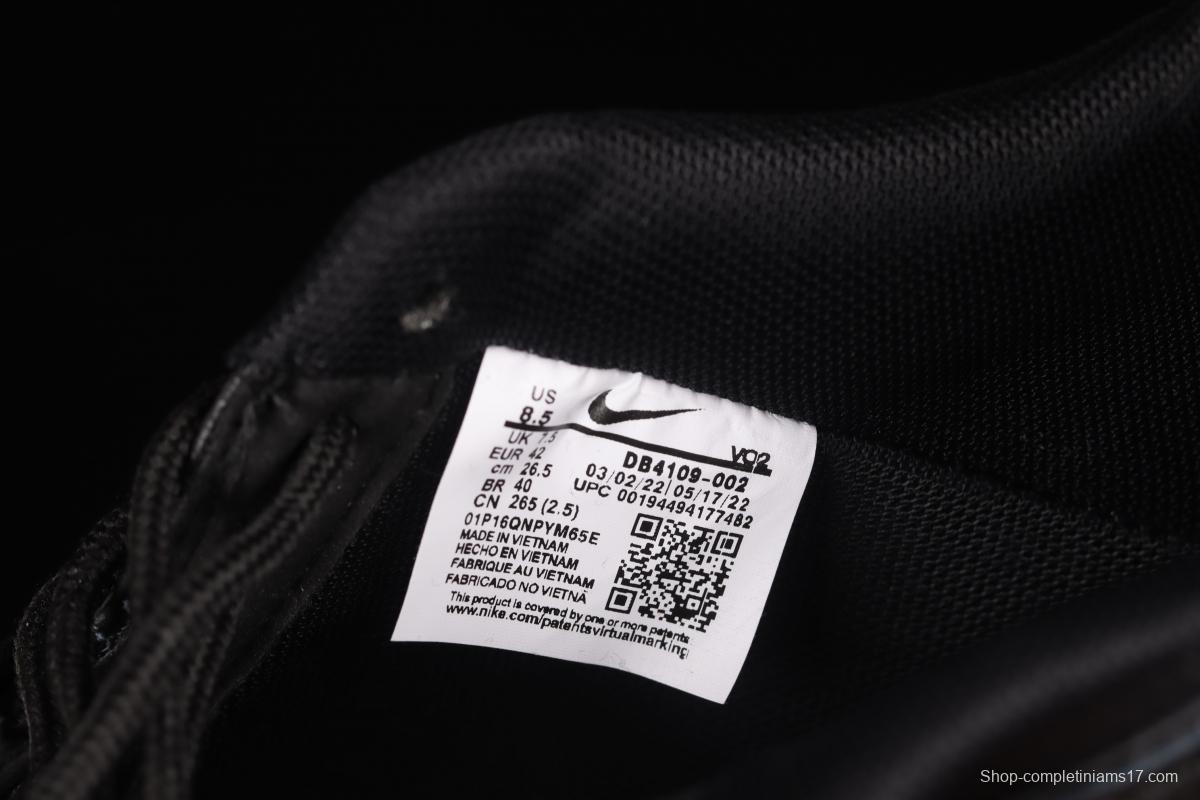 US
8.5
UK 7.5
EUR 42
cm 26.5
BR 40
CN 265 (2.5)
VO2
DB4109-002
03/02/22 | 05/17/22
UPC 00194494177482
01P16QNPYM65E
MADE IN VIETNAM
HECHO EN VIETNAM
FABRIQUE AU VIETNAM
FABRICADO NO VIETNÃ
This product is covered by one or more patents
www.nike.com/patentsvirtualmarking
Shop-completiniams17.com